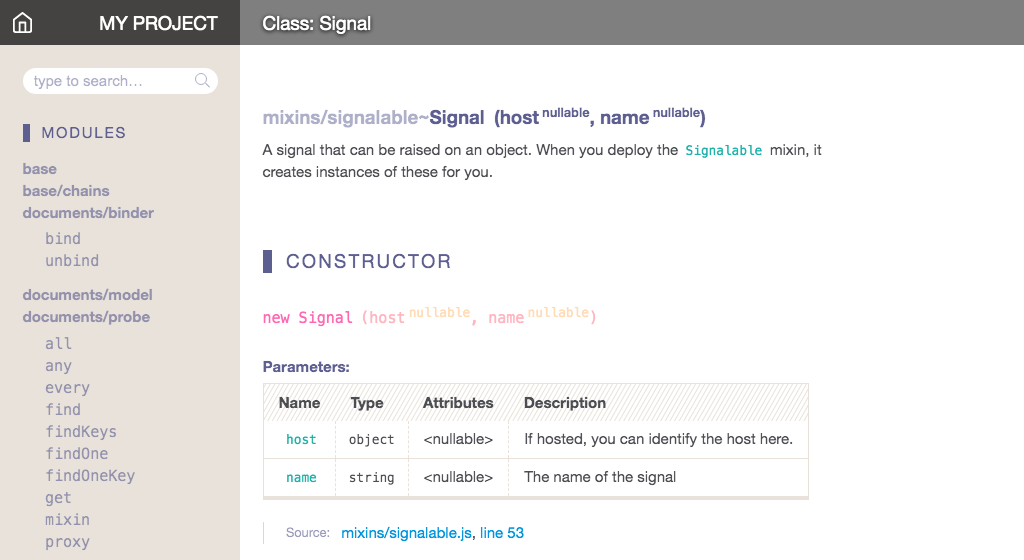 MY PROJECT
Class: Signal
type to search...
MODULES
base
base/chains
documents/binder
bind
unbind
documents/model
documents/probe
all
any
every
find
findKeys
findOne
findOneKey
get
mixin
proxy
mixins/signalable~Signal (host nullable, name nullable)
A signal that can be raised on an object. When you deploy the Signalable mixin, it
creates instances of these for you.
CONSTRUCTOR
new Signal (host nullable, name nullable)
Parameters:
Name Type Attributes Description
host object <nullable> If hosted, you can identify the host here.
name string <nullable> The name of the signal
Source: mixins/signalable.js, line 53